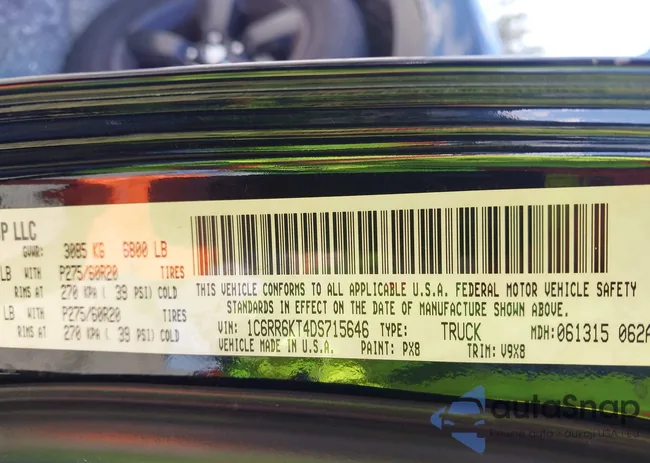 P LLC
GVWR: 3085 KG 6800 LB
LB WITH P275/60R20 TIRES
RIMS AT 270 KPA ( 39 PSI) COLD
LB WITH P275/60R20 TIRES
RIMS AT 270 KPA ( 39 PSI) COLD
THIS VEHICLE CONFORMS TO ALL APPLICABLE U.S.A. FEDERAL MOTOR VEHICLE SAFETY
STANDARDS IN EFFECT ON THE DATE OF MANUFACTURE SHOWN ABOVE.
VIN: 1C6RR6KT4DS715646 TYPE: TRUCK MDH: 061315 062
VEHICLE MADE IN U.S.A. PAINT: PX8 TRIM: V9X8
autoSnap